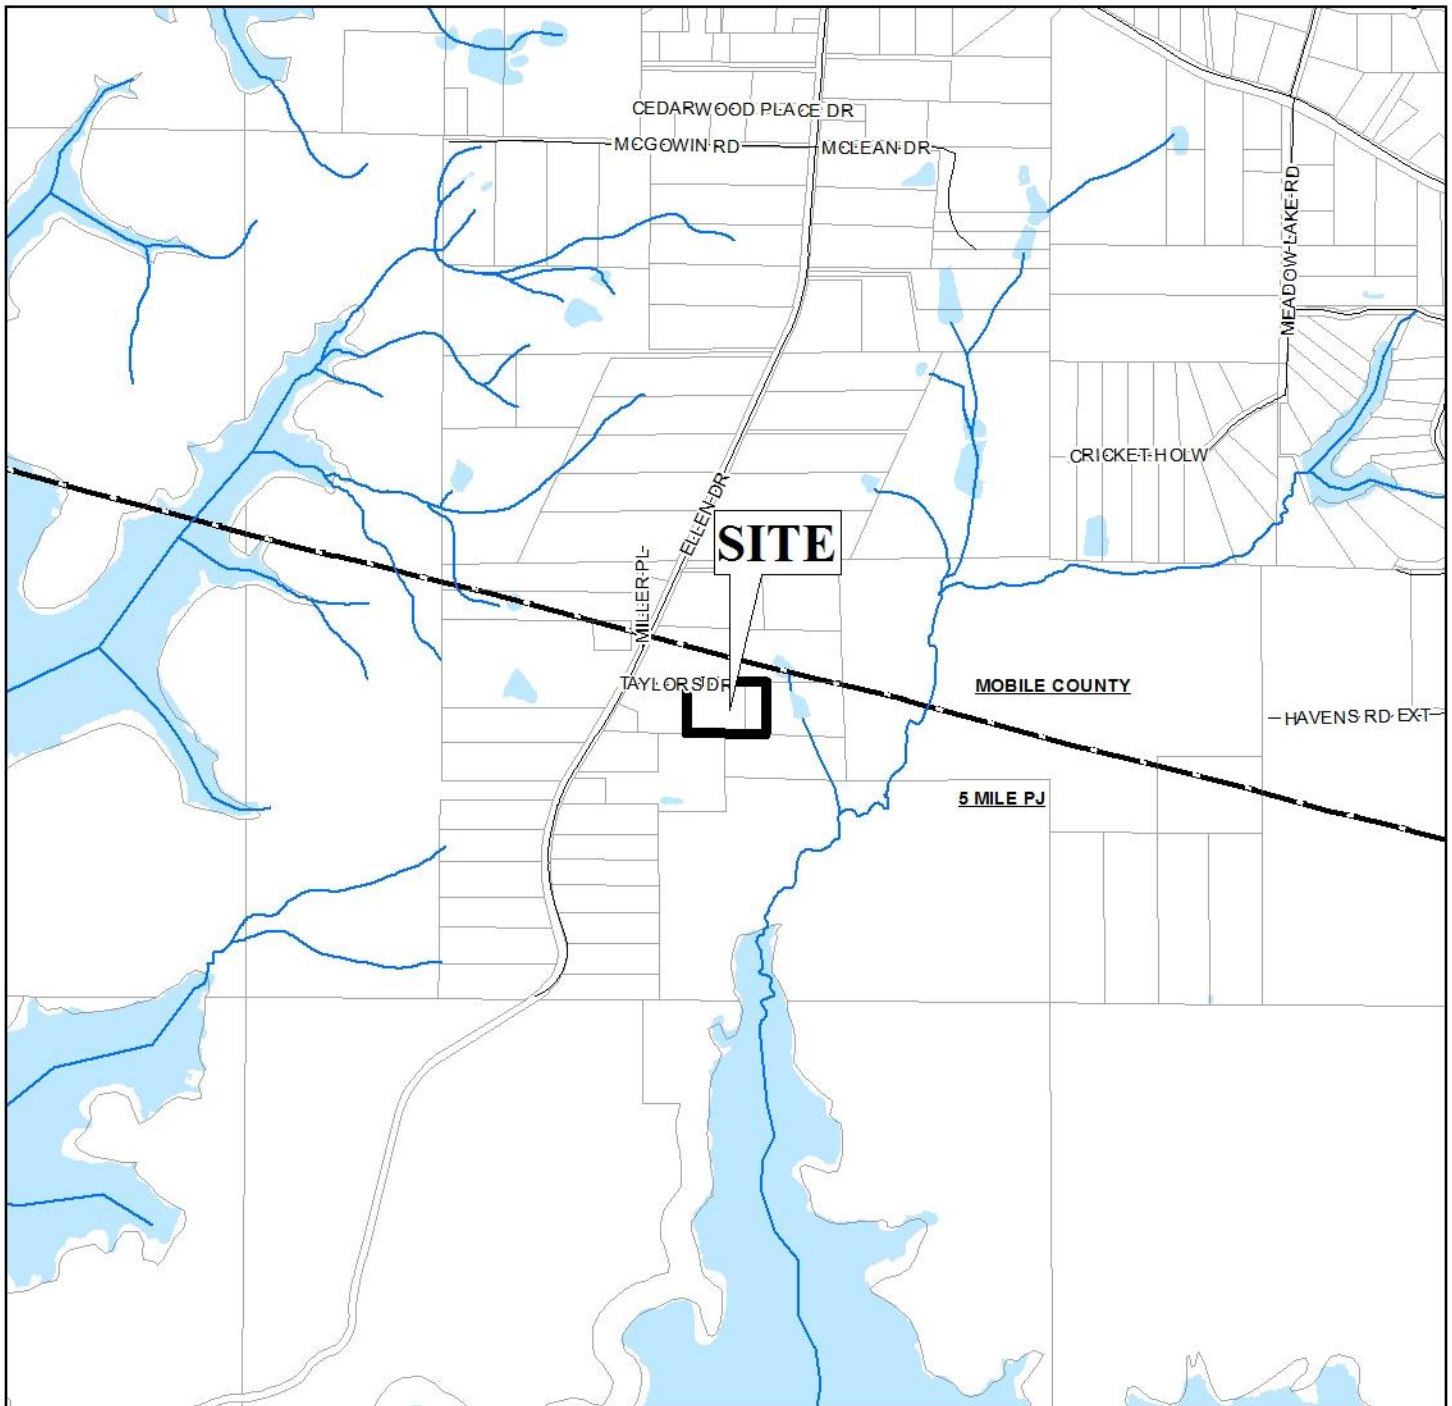 CEDARWOOD PLACE DR
MCGOWIN RD
MCLEAN DR
MEADOW LAKE RD
CRICKET HOLW
ELLEN DR
SITE
MILLER PL
TAYLORS DR
MOBILE COUNTY
HAVENS RD EXT
5 MILE PJ